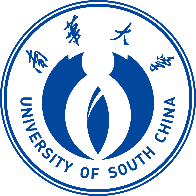 南華大學
UNIVERSITY OF SOUTH CHINA